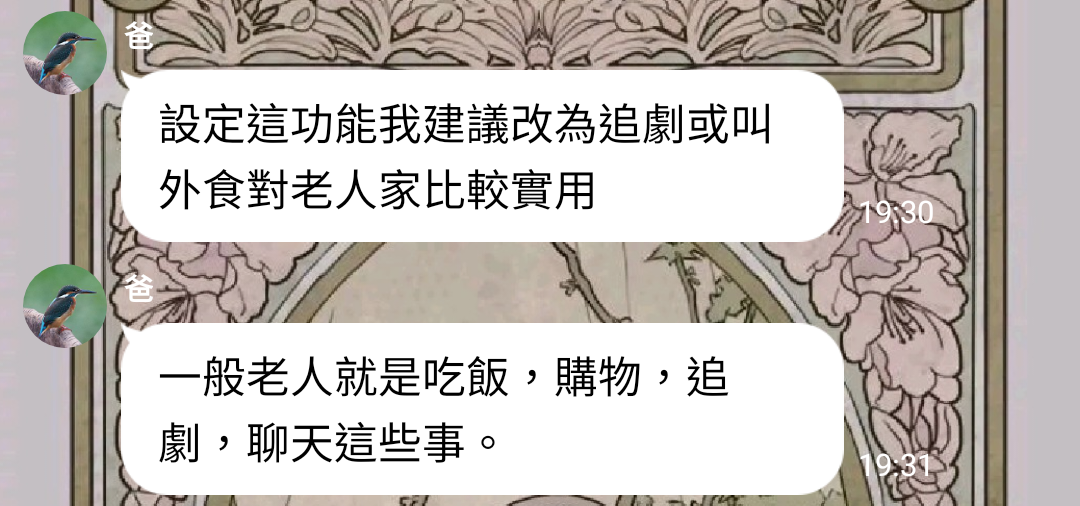 爸
設定這功能我建議改為追劇或叫
外食對老人家比較實用
19:30
爸
一般老人就是吃飯，購物，追
劇，聊天這些事。
19:31